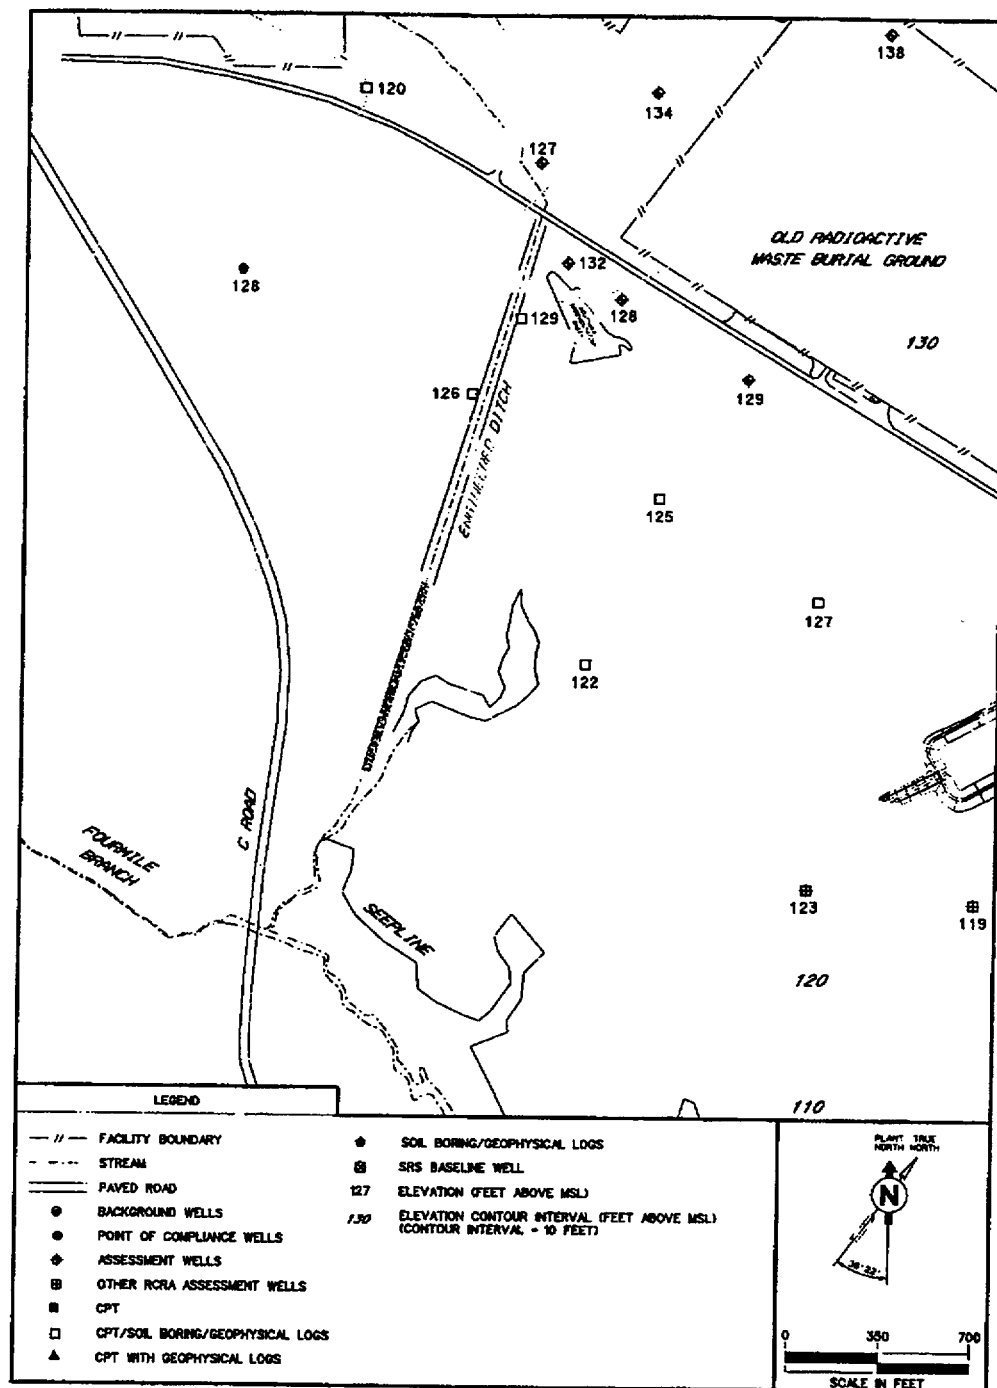 138
120
134
127
OLD RADIOACTIVE
WASTE BURIAL GROUND
132
128
128
129
130
126
129
DITCH
125
127
122
C ROAD
FOURMILE
BRANCH
SEEPLINE
123
119
120
110
LEGEND
FACILITY BOUNDARY
STREAM
PAVED ROAD
BACKGROUND WELLS
POINT OF COMPLIANCE WELLS
ASSESSMENT WELLS
OTHER RCRA ASSESSMENT WELLS
CPT
CPT/SOIL BORING/GEOPHYSICAL LOGS
CPT WITH GEOPHYSICAL LOGS
SOIL BORING/GEOPHYSICAL LOGS
SRS BASELINE WELL
127 ELEVATION (FEET ABOVE MSL)
130 ELEVATION CONTOUR INTERVAL (FEET ABOVE MSL)
(CONTOUR INTERVAL = 10 FEET)
PLANT TRUE
NORTH NORTH
N
36°22'
0 350 700
SCALE IN FEET